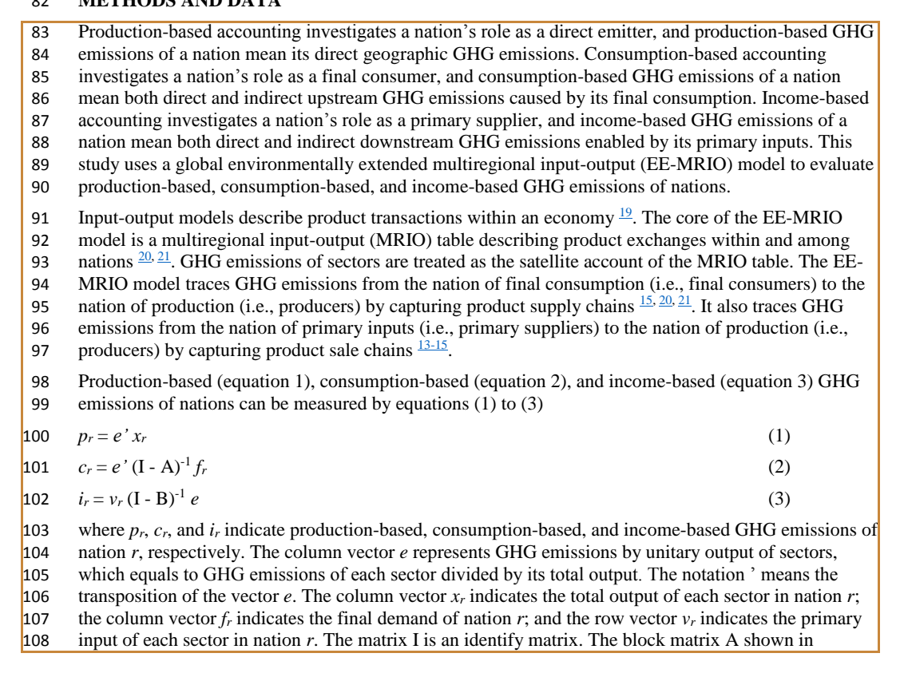 82 METHODS AND DATA
83 Production-based accounting investigates a nation’s role as a direct emitter, and production-based GHG
84 emissions of a nation mean its direct geographic GHG emissions. Consumption-based accounting
85 investigates a nation’s role as a final consumer, and consumption-based GHG emissions of a nation
86 mean both direct and indirect upstream GHG emissions caused by its final consumption. Income-based
87 accounting investigates a nation’s role as a primary supplier, and income-based GHG emissions of a
88 nation mean both direct and indirect downstream GHG emissions enabled by its primary inputs. This
89 study uses a global environmentally extended multiregional input-output (EE-MRIO) model to evaluate
90 production-based, consumption-based, and income-based GHG emissions of nations.
91 Input-output models describe product transactions within an economy 19. The core of the EE-MRIO
92 model is a multiregional input-output (MRIO) table describing product exchanges within and among
93 nations 20, 21. GHG emissions of sectors are treated as the satellite account of the MRIO table. The EE-
94 MRIO model traces GHG emissions from the nation of final consumption (i.e., final consumers) to the
95 nation of production (i.e., producers) by capturing product supply chains 15, 20, 21. It also traces GHG
96 emissions from the nation of primary inputs (i.e., primary suppliers) to the nation of production (i.e.,
97 producers) by capturing product sale chains 13-15.
98 Production-based (equation 1), consumption-based (equation 2), and income-based (equation 3) GHG
99 emissions of nations can be measured by equations (1) to (3)
100 pr = e’ xr (1)
101 cr = e’ (I - A)-1 fr (2)
102 ir = vr (I - B)-1 e (3)
103 where pr, cr, and ir indicate production-based, consumption-based, and income-based GHG emissions of
104 nation r, respectively. The column vector e represents GHG emissions by unitary output of sectors,
105 which equals to GHG emissions of each sector divided by its total output. The notation ’ means the
106 transposition of the vector e. The column vector xr indicates the total output of each sector in nation r;
107 the column vector fr indicates the final demand of nation r; and the row vector vr indicates the primary
108 input of each sector in nation r. The matrix I is an identify matrix. The block matrix A shown in